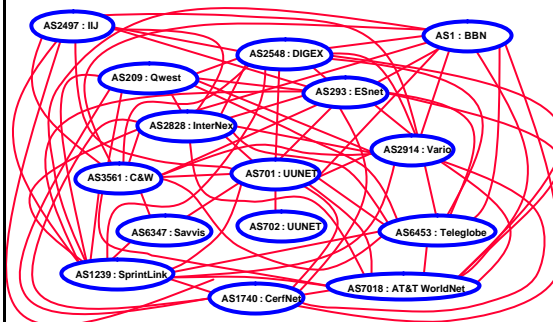 AS2497 : IIJ
AS1 : BBN
AS2548 : DIGEX
AS209 : Qwest
AS293 : ESnet
AS2828 : InterNex
AS2914 : Vario
AS3561 : C&W
AS701 : UUNET
AS6347 : Savvis
AS702 : UUNET
AS6453 : Teleglobe
AS1239 : SprintLink
AS7018 : AT&T WorldNet
AS1740 : CerfNet